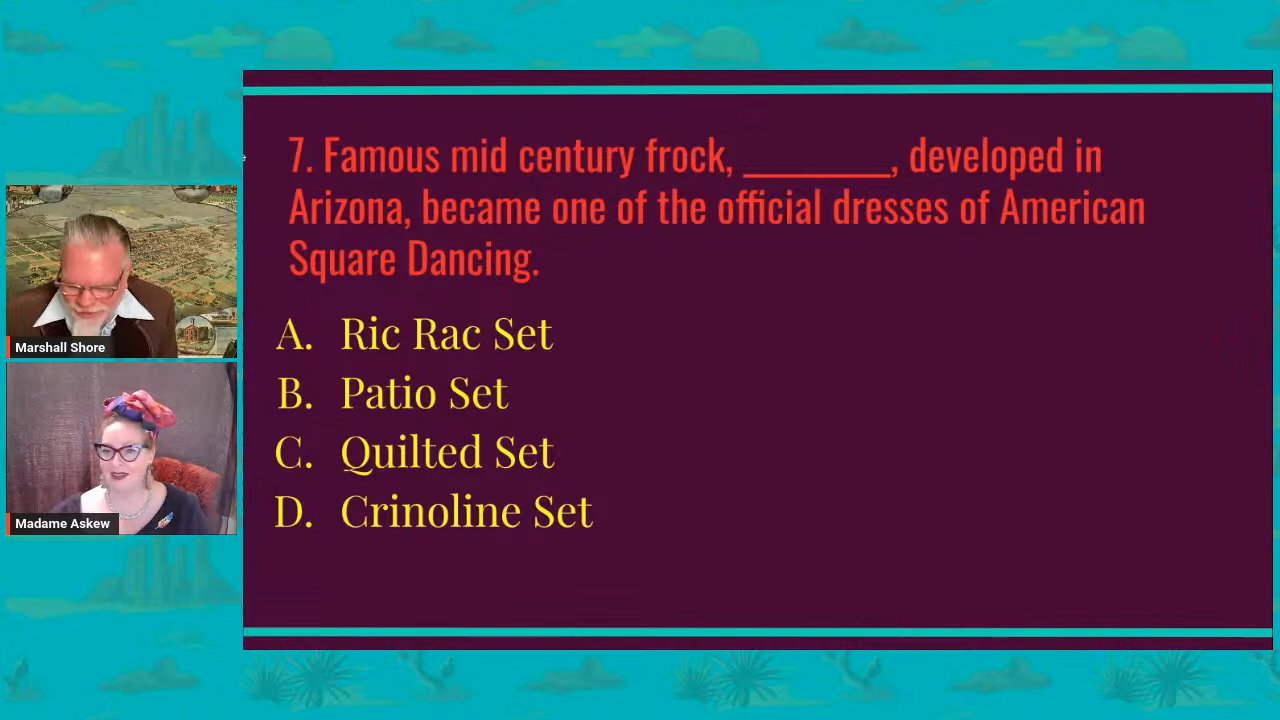 7. Famous mid century frock, ________, developed in
Arizona, became one of the official dresses of American
Square Dancing.
A. Ric Rac Set
B. Patio Set
C. Quilted Set
D. Crinoline Set
Marshall Shore
Madame Askew